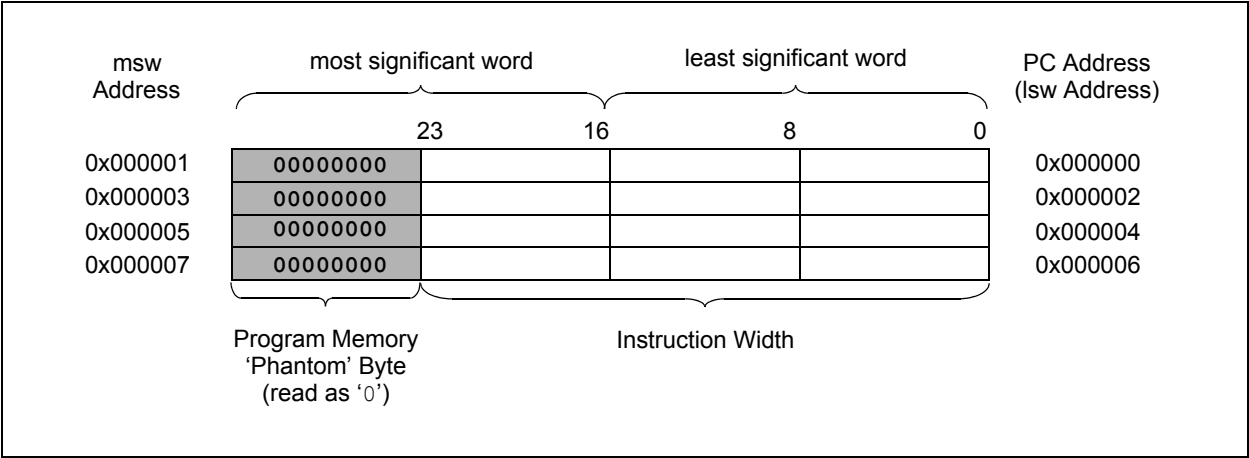 msw
Address
most significant word
least significant word
PC Address
(lsw Address)
23
16
8
0
0x000001
00000000
0x000000
0x000003
00000000
0x000002
0x000005
00000000
0x000004
0x000007
00000000
0x000006
Program Memory
‘Phantom’ Byte
(read as ‘0’)
Instruction Width